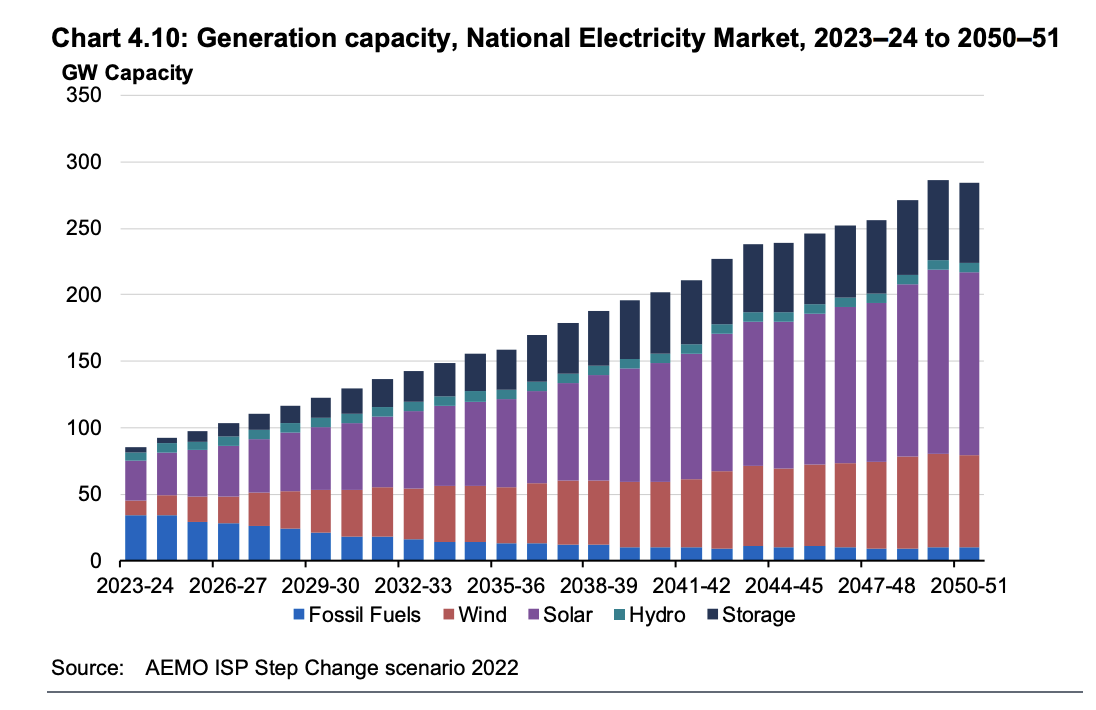 Chart 4.10: Generation capacity, National Electricity Market, 2023–24 to 2050–51
GW Capacity
350
300
250
200
150
100
50
0
2023-24 2026-27 2029-30 2032-33 2035-36 2038-39 2041-42 2044-45 2047-48 2050-51
Fossil Fuels Wind Solar Hydro Storage
Source: AEMO ISP Step Change scenario 2022